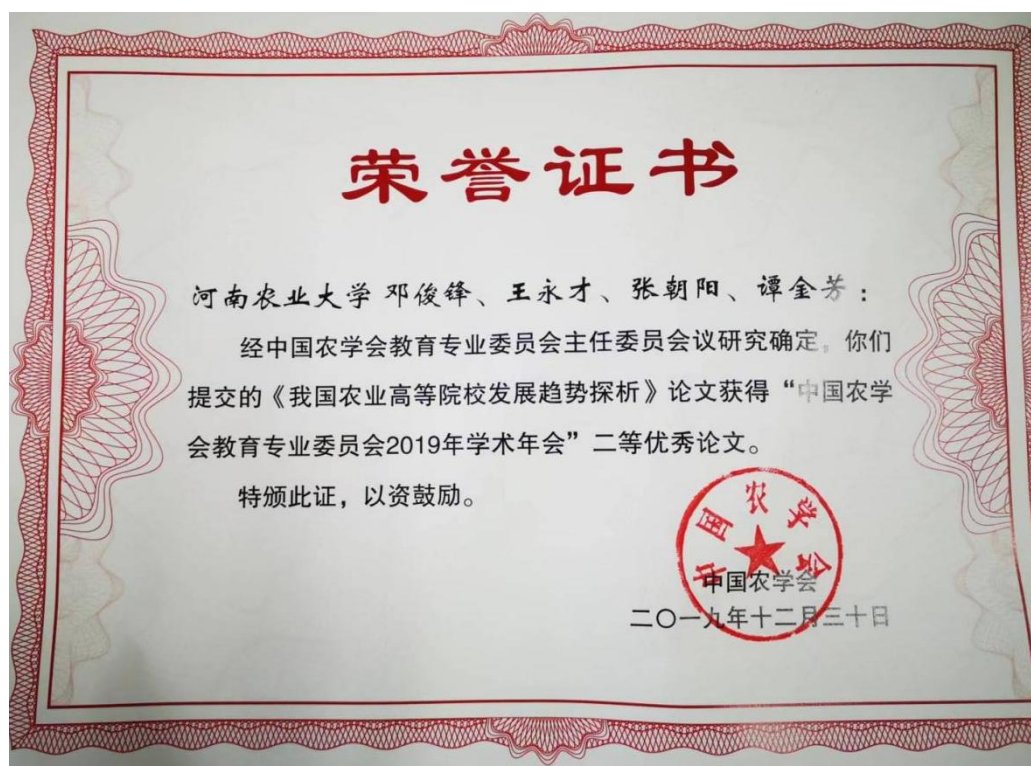 荣誉证书
河南农业大学 邓俊锋、王永才、张朝阳、谭金芳：
经中国农学会教育专业委员会主任委员会议研究确定，你们
提交的《我国农业高等院校发展趋势探析》论文获得“中国农学
会教育专业委员会2019年学术年会”二等优秀论文。
特颁此证，以资鼓励。
中国农学会
中国农学会
二〇一九年十二月三十日